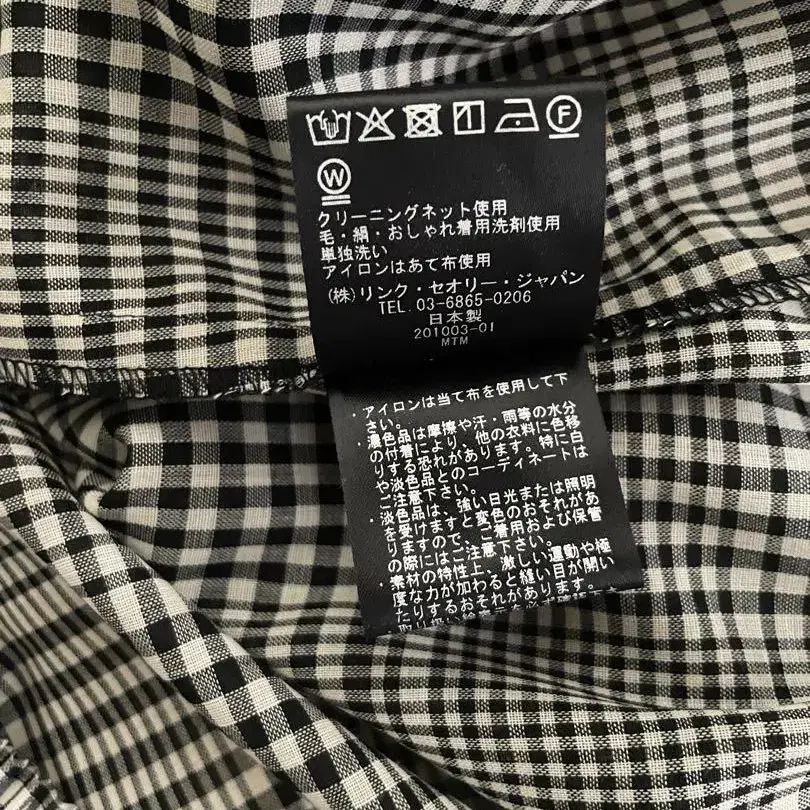 F
W
クリーニングネット使用
毛・絹・おしゃれ着用洗剤使用
単独洗い
アイロンはあて布使用
(株)リンク・セオリー・ジャパン
TEL. 03-6865-0206
日本製
201003-01
MTM
・アイロンは当て布を使用して下
さい。
・濃色品は摩擦や汗・雨等の水分
の付着により、他の衣料に色移
りする恐れがあります。特に白
や淡色品とのコーディネートは
ご注意下さい。
・淡色品は、強い日光または照明
を受けますと変色のおそれがあ
りますので、ご着用および保管
の際にはご注意下さい。
・素材の特性上、激しい運動や極
度な力が加わると縫い目が開い
たりするおそれがあります。
取り扱い